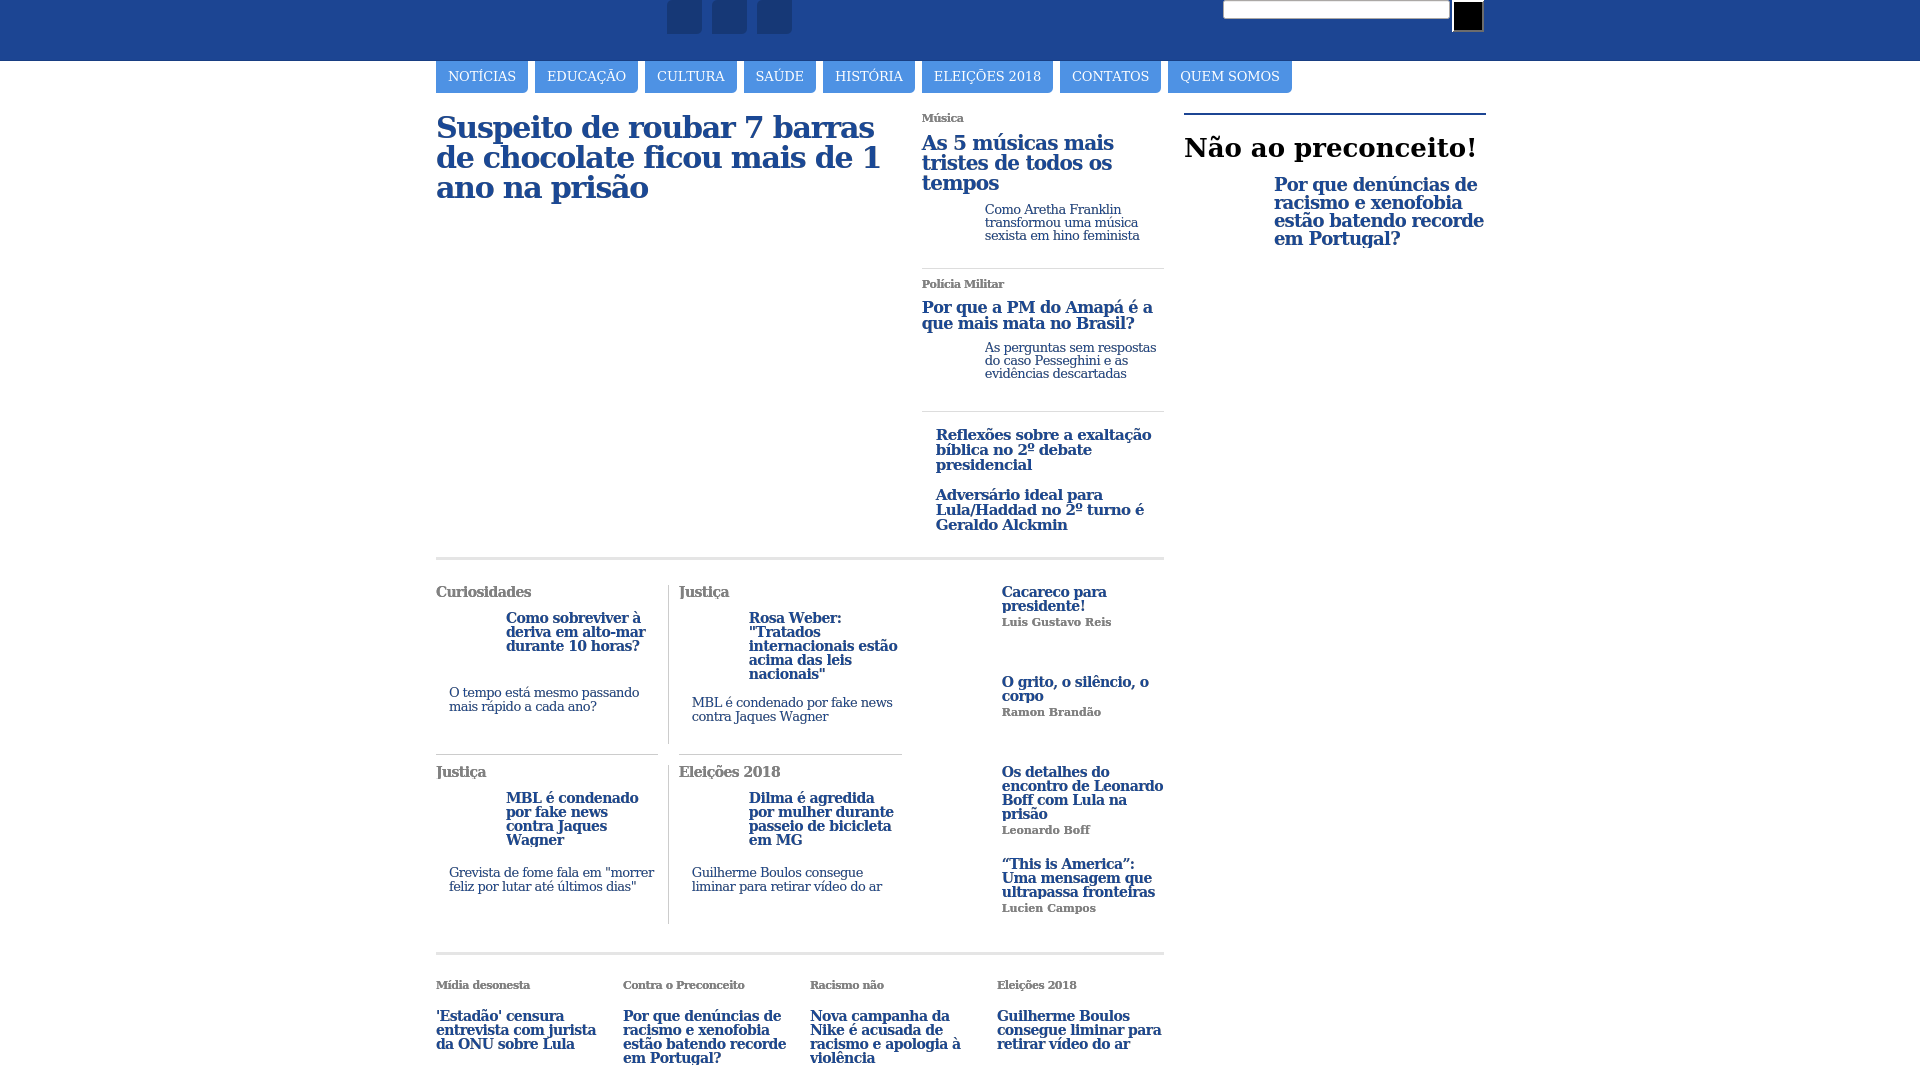 NOTÍCIAS
EDUCAÇÃO
CULTURA
SAÚDE
HISTÓRIA
ELEIÇÕES 2018
CONTATOS
QUEM SOMOS
Suspeito de roubar 7 barras
de chocolate ficou mais de 1
ano na prisão
Música
As 5 músicas mais
tristes de todos os
tempos
Como Aretha Franklin
transformou uma música
sexista em hino feminista
Polícia Militar
Por que a PM do Amapá é a
que mais mata no Brasil?
As perguntas sem respostas
do caso Pesseghini e as
evidências descartadas
Reflexões sobre a exaltação
bíblica no 2º debate
presidencial
Adversário ideal para
Lula/Haddad no 2º turno é
Geraldo Alckmin
Não ao preconceito!
Por que denúncias de
racismo e xenofobia
estão batendo recorde
em Portugal?
Curiosidades
Como sobreviver à
deriva em alto-mar
durante 10 horas?
O tempo está mesmo passando
mais rápido a cada ano?
Justiça
Rosa Weber:
"Tratados
internacionais estão
acima das leis
nacionais"
MBL é condenado por fake news
contra Jaques Wagner
Justiça
MBL é condenado
por fake news
contra Jaques
Wagner
Grevista de fome fala em "morrer
feliz por lutar até últimos dias"
Eleições 2018
Dilma é agredida
por mulher durante
passeio de bicicleta
em MG
Guilherme Boulos consegue
liminar para retirar vídeo do ar
Cacareco para
presidente!
Luis Gustavo Reis
O grito, o silêncio, o
corpo
Ramon Brandão
Os detalhes do
encontro de Leonardo
Boff com Lula na
prisão
Leonardo Boff
“This is America”:
Uma mensagem que
ultrapassa fronteiras
Lucien Campos
Mídia desonesta
'Estadão' censura
entrevista com jurista
da ONU sobre Lula
Contra o Preconceito
Por que denúncias de
racismo e xenofobia
estão batendo recorde
em Portugal?
Racismo não
Nova campanha da
Nike é acusada de
racismo e apologia à
violência
Eleições 2018
Guilherme Boulos
consegue liminar para
retirar vídeo do ar